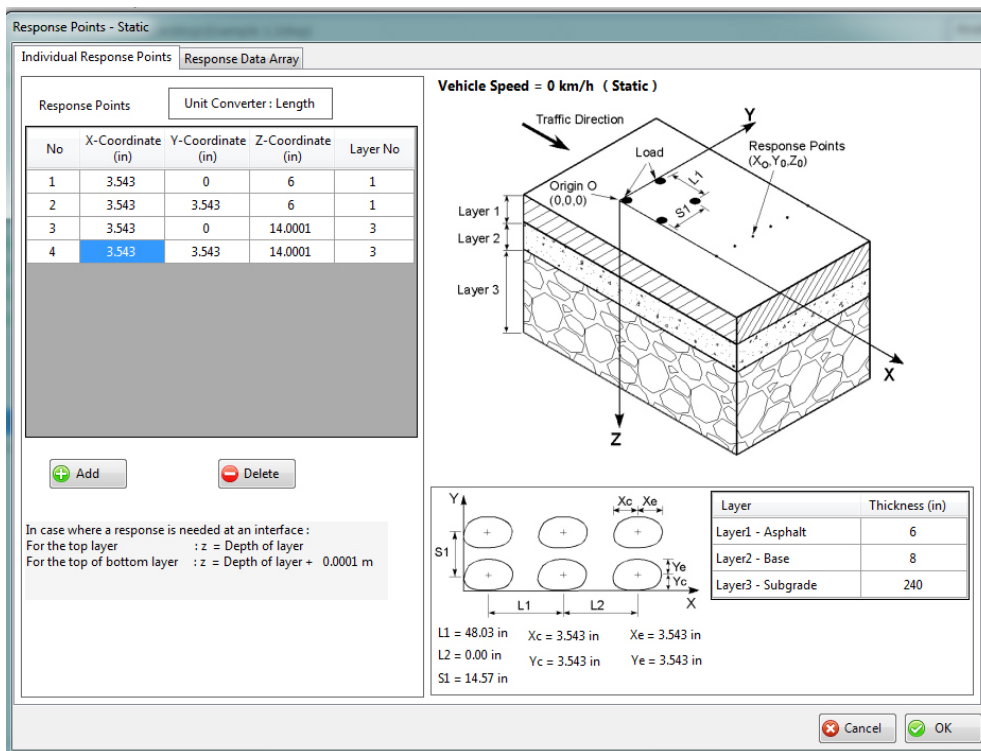 Response Points - Static
Individual Response Points Response Data Array
Response Points Unit Converter : Length
No X-Coordinate (in) Y-Coordinate (in) Z-Coordinate (in) Layer No
1 3.543 0 6 1
2 3.543 3.543 6 1
3 3.543 0 14.0001 3
4 3.543 3.543 14.0001 3
Add Delete
In case where a response is needed at an interface :
For the top layer : z = Depth of layer
For the top of bottom layer : z = Depth of layer + 0.0001 m
Vehicle Speed = 0 km/h ( Static )
Traffic Direction
Y
Load
Response Points
(X₀,Y₀,Z₀)
L1
Origin O
(0,0,0)
S1
Layer 1
Layer 2
Layer 3
X
Z
Y Xc Xe
S1
Ye
Yc
L1 L2 X
L1 = 48.03 in Xc = 3.543 in Xe = 3.543 in
L2 = 0.00 in Yc = 3.543 in Ye = 3.543 in
S1 = 14.57 in
Layer Thickness (in)
Layer1 - Asphalt 6
Layer2 - Base 8
Layer3 - Subgrade 240
Cancel OK